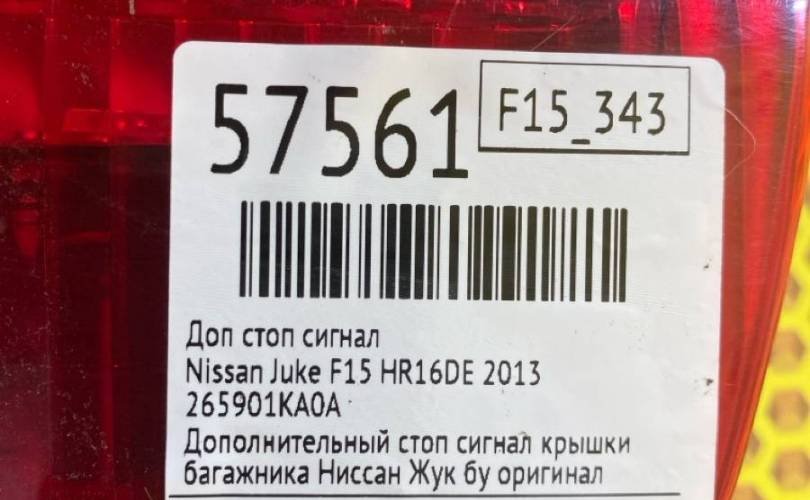 57561
F15_343
Доп стоп сигнал
Nissan Juke F15 HR16DE 2013
265901KA0A
Дополнительный стоп сигнал крышки
багажника Ниссан Жук бу оригинал